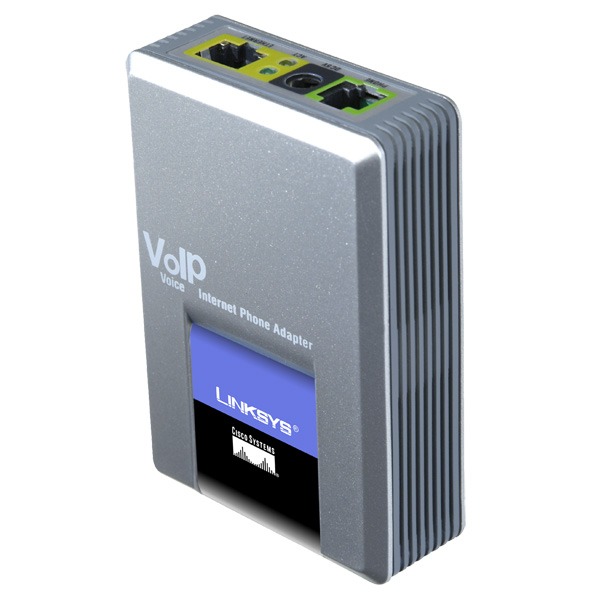 VoIP
Voice Internet Phone Adapter
LINKSYS®
CISCO SYSTEMS